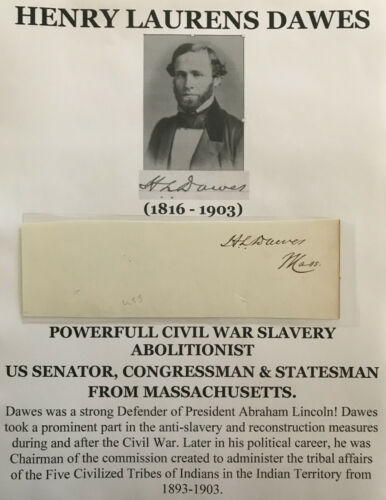 HENRY LAURENS DAWES
H L Dawes
(1816 - 1903)
H L Dawes
Mass.
POWERFULL CIVIL WAR SLAVERY
ABOLITIONIST
US SENATOR, CONGRESSMAN & STATESMAN
FROM MASSACHUSETTS.
Dawes was a strong Defender of President Abraham Lincoln! Dawes
took a prominent part in the anti-slavery and reconstruction measures
during and after the Civil War. Later in his political career, he was
Chairman of the commission created to administer the tribal affairs
of the Five Civilized Tribes of Indians in the Indian Territory from
1893-1903.